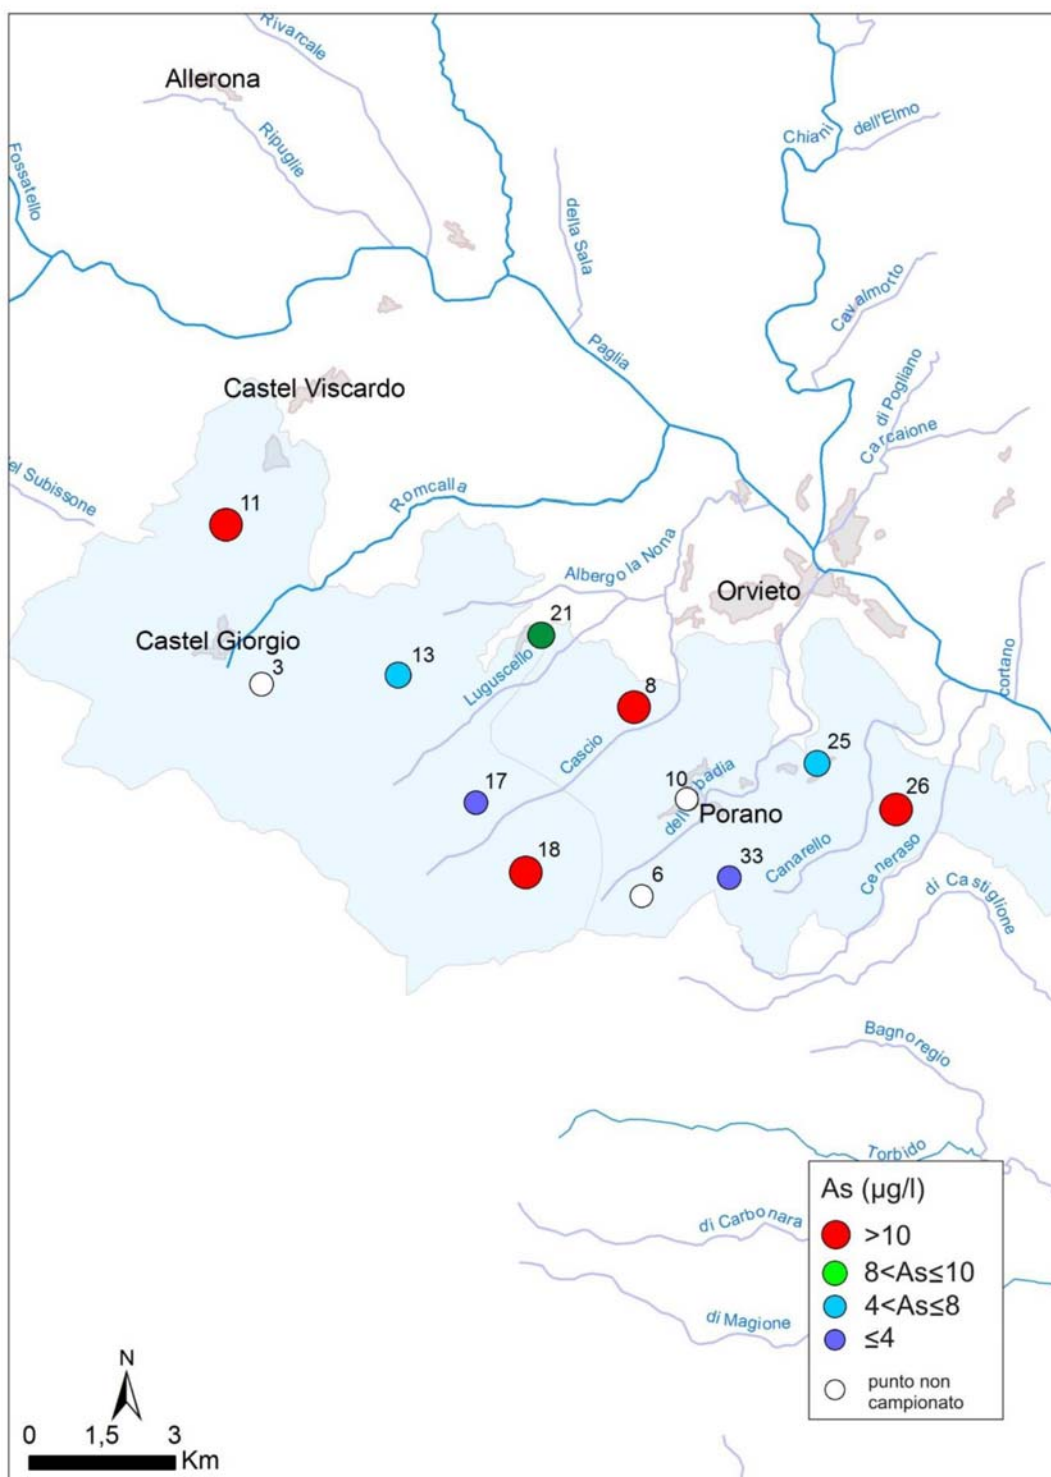 Rivarcale
Allerona
Ripuglie
Fossatello
Chiani
dell'Elmo
della Sala
Cavalmorto
Paglia
di Pogliano
Carcaione
Castel Viscardo
el Subissone
Romcalla
11
Albergo la Nona
Orvieto
21
Castel Giorgio
3
13
Luguscello
8
cortano
Cascio
25
17
10
badia
dell
Porano
26
18
6
33
Canarello
Ceneraso
di Castiglione
Bagnoregio
Torbido
di Carbonara
di Magione
As (µg/l)
>10
8<As≤10
4<As≤8
≤4
punto non
campionato
N
0 1,5 3
Km